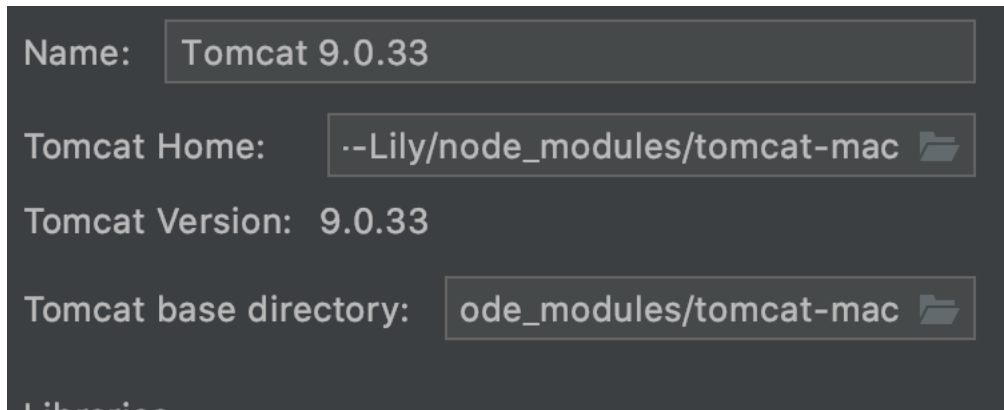 Name: Tomcat 9.0.33
Tomcat Home: --Lily/node_modules/tomcat-mac
Tomcat Version: 9.0.33
Tomcat base directory: ode_modules/tomcat-mac
Libraries